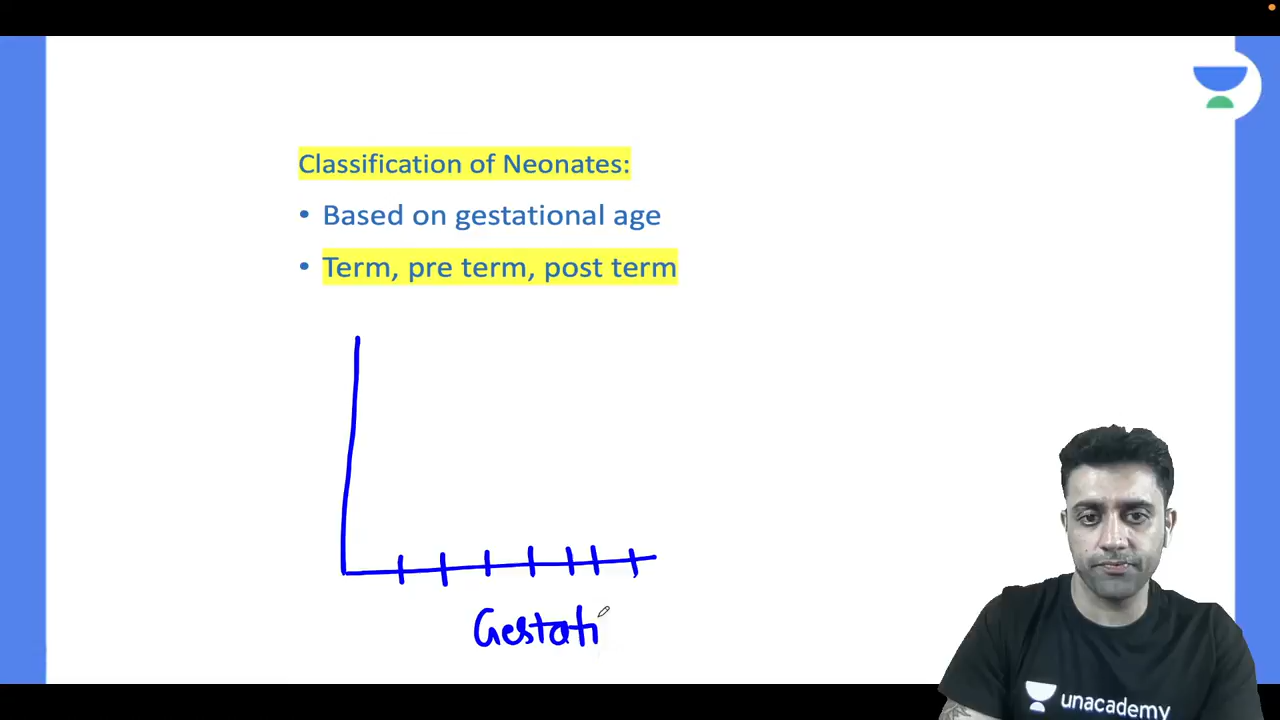 Classification of Neonates:
• Based on gestational age
• Term, pre term, post term
Gestati
unacademy